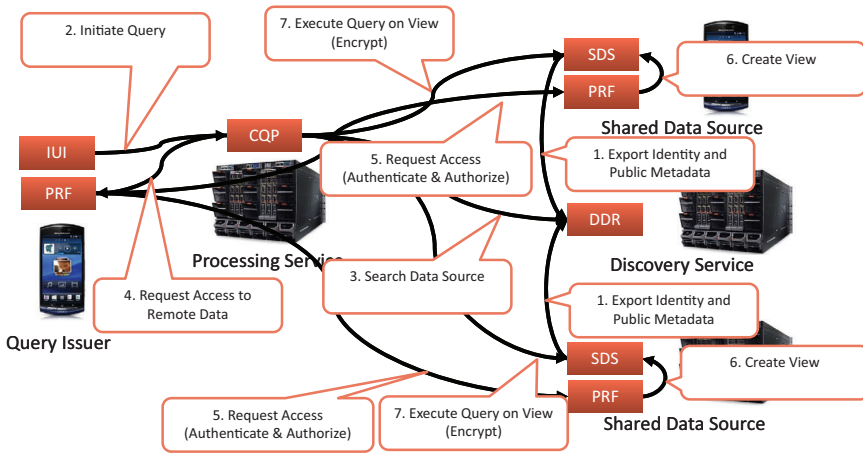 2. Initiate Query
7. Execute Query on View
(Encrypt)
SDS
6. Create View
PRF
Shared Data Source
IUI
CQP
PRF
5. Request Access
(Authenticate & Authorize)
1. Export Identity and
Public Metadata
DDR
Processing Service
3. Search Data Source
Discovery Service
4. Request Access to
Remote Data
1. Export Identity and
Public Metadata
Query Issuer
SDS
6. Create View
PRF
5. Request Access
(Authenticate & Authorize)
7. Execute Query on View
(Encrypt)
Shared Data Source